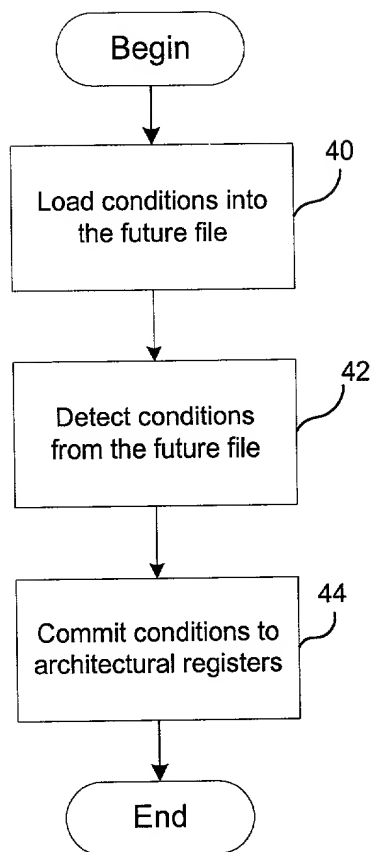 Begin
40
Load conditions into
the future file
42
Detect conditions
from the future file
44
Commit conditions to
architectural registers
End